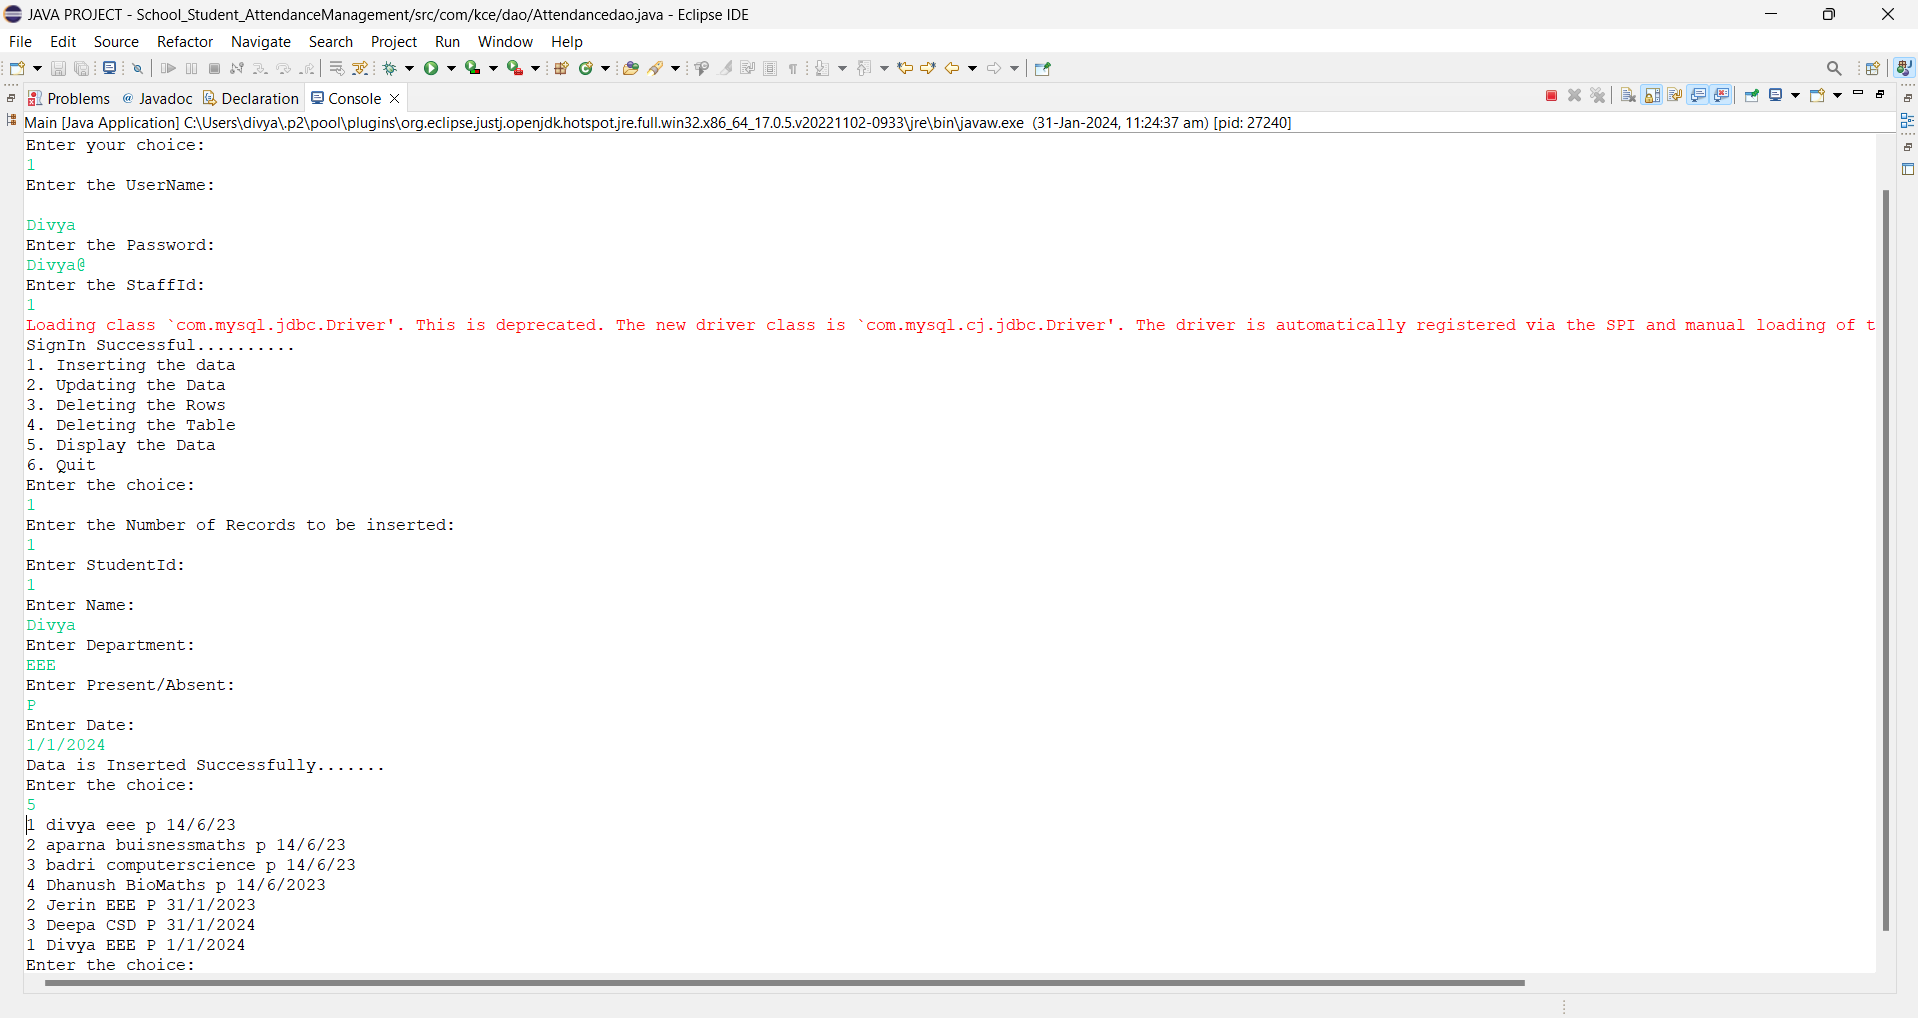 JAVA PROJECT - School_Student_AttendanceManagement/src/com/kce/dao/Attendancedao.java - Eclipse IDE
File Edit Source Refactor Navigate Search Project Run Window Help
Problems @ Javadoc Declaration Console
Main [Java Application] C:\Users\divya\.p2\pool\plugins\org.eclipse.justj.openjdk.hotspot.jre.full.win32.x86_64_17.0.5.v20221102-0933\jre\bin\javaw.exe (31-Jan-2024, 11:24:37 am) [pid: 27240]
Enter your choice:
1
Enter the UserName:
Divya
Enter the Password:
Divya@
Enter the StaffId:
1
Loading class `com.mysql.jdbc.Driver'. This is deprecated. The new driver class is `com.mysql.cj.jdbc.Driver'. The driver is automatically registered via the SPI and manual loading of t
SignIn Successful..........
1. Inserting the data
2. Updating the Data
3. Deleting the Rows
4. Deleting the Table
5. Display the Data
6. Quit
Enter the choice:
1
Enter the Number of Records to be inserted:
1
Enter StudentId:
1
Enter Name:
Divya
Enter Department:
EEE
Enter Present/Absent:
P
Enter Date:
1/1/2024
Data is Inserted Successfully.......
Enter the choice:
5
1 divya eee p 14/6/23
2 aparna buisnessmaths p 14/6/23
3 badri computerscience p 14/6/23
4 Dhanush BioMaths p 14/6/2023
2 Jerin EEE P 31/1/2023
3 Deepa CSD P 31/1/2024
1 Divya EEE P 1/1/2024
Enter the choice: